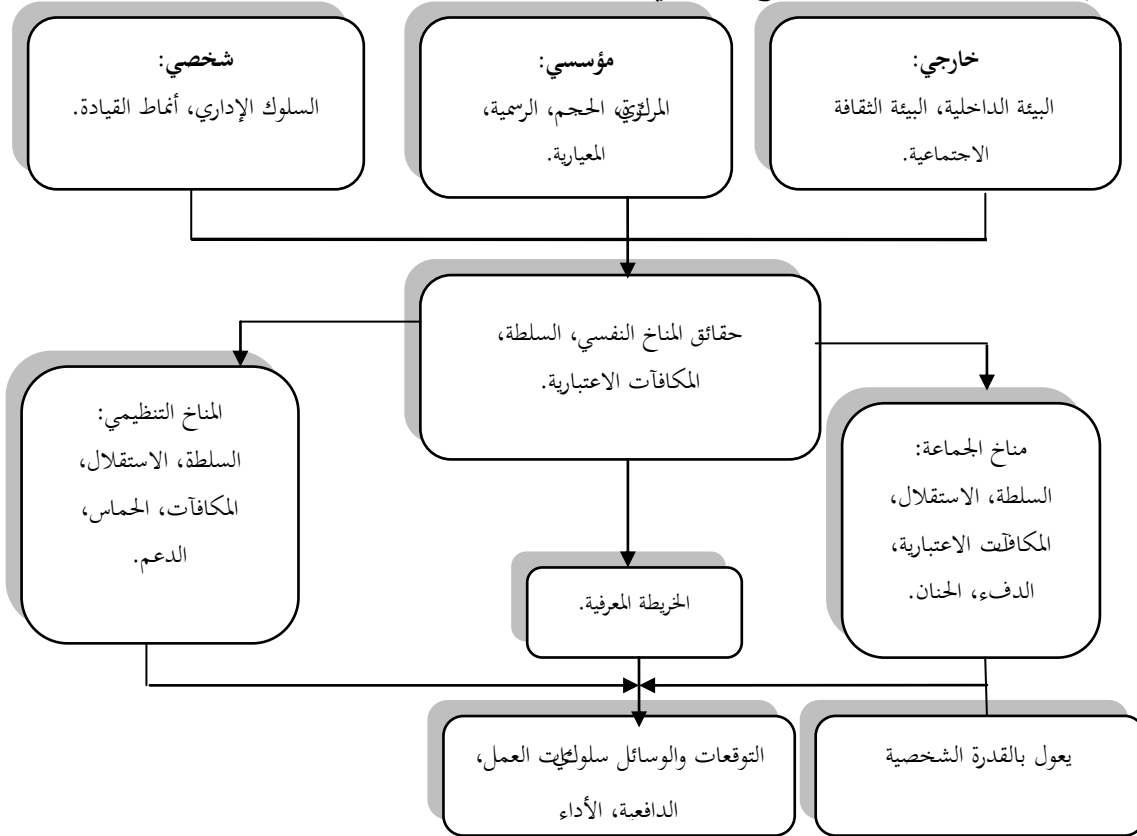 خارجي:
البيئة الداخلية، البيئة الثقافة
الاجتماعية.
مؤسسي:
الحجم، الرسمية،
المعيارية.
شخصي:
السلوك الإداري، أنماط القيادة.
حقائق المناخ النفسي، السلطة،
المكافآت الاعتبارية.
مناخ الجماعة:
السلطة، الاستقلال،
المكافآت الاعتبارية،
الدفء، الحنان.
المناخ التنظيمي:
السلطة، الاستقلال،
المكافآت، الحماس،
الدعم.
الخريطة المعرفية.
يعول بالقدرة الشخصية
التوقعات والوسائل سلوكيات العمل،
الدافعية، الأداء